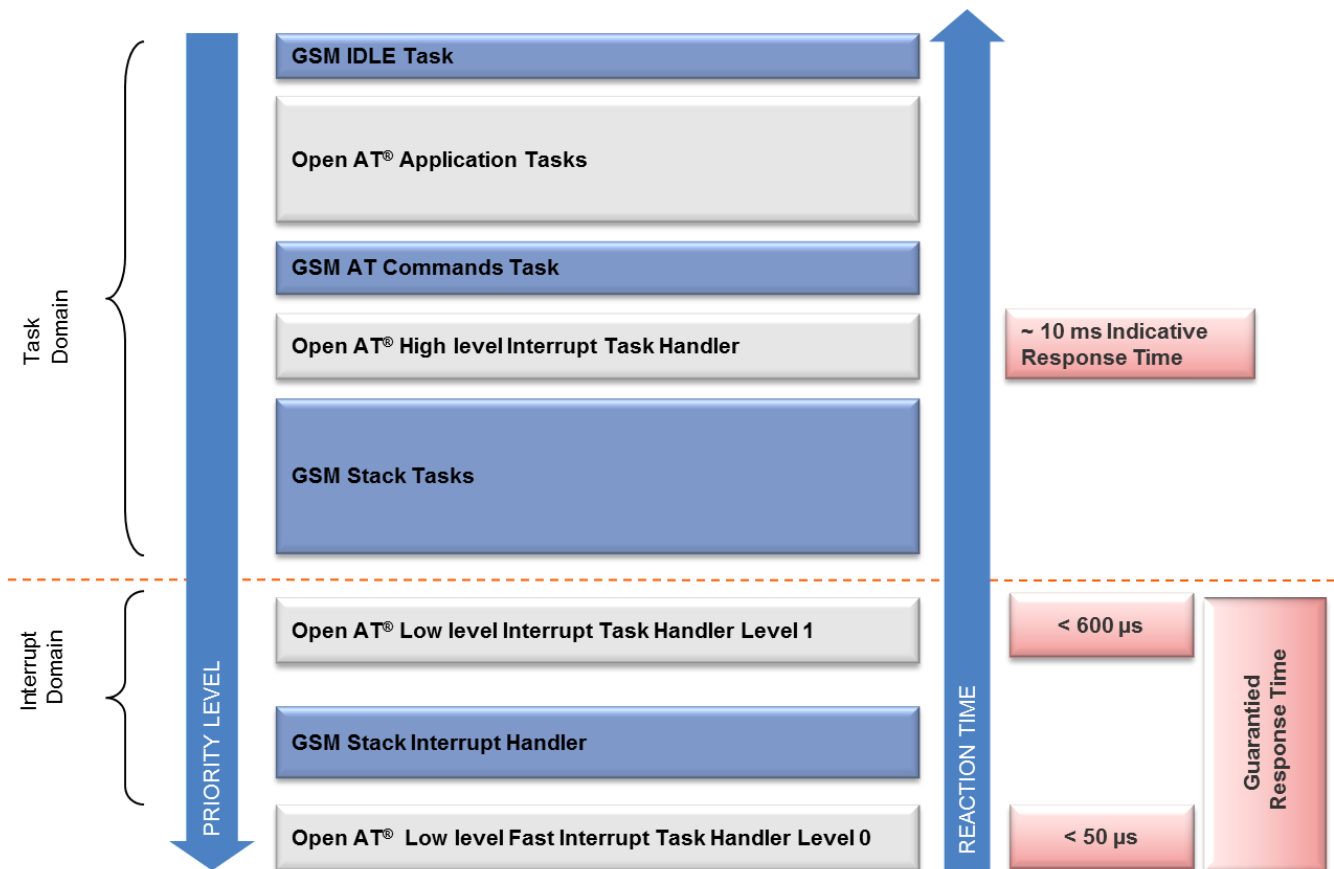 GSM IDLE Task
Open AT® Application Tasks
GSM AT Commands Task
Open AT® High level Interrupt Task Handler
~ 10 ms Indicative
Response Time
GSM Stack Tasks
Task
Domain
Open AT® Low level Interrupt Task Handler Level 1
< 600 µs
Interrupt
Domain
GSM Stack Interrupt Handler
Guarantied
Response Time
PRIORITY LEVEL
REACTION TIME
Open AT® Low level Fast Interrupt Task Handler Level 0
< 50 µs